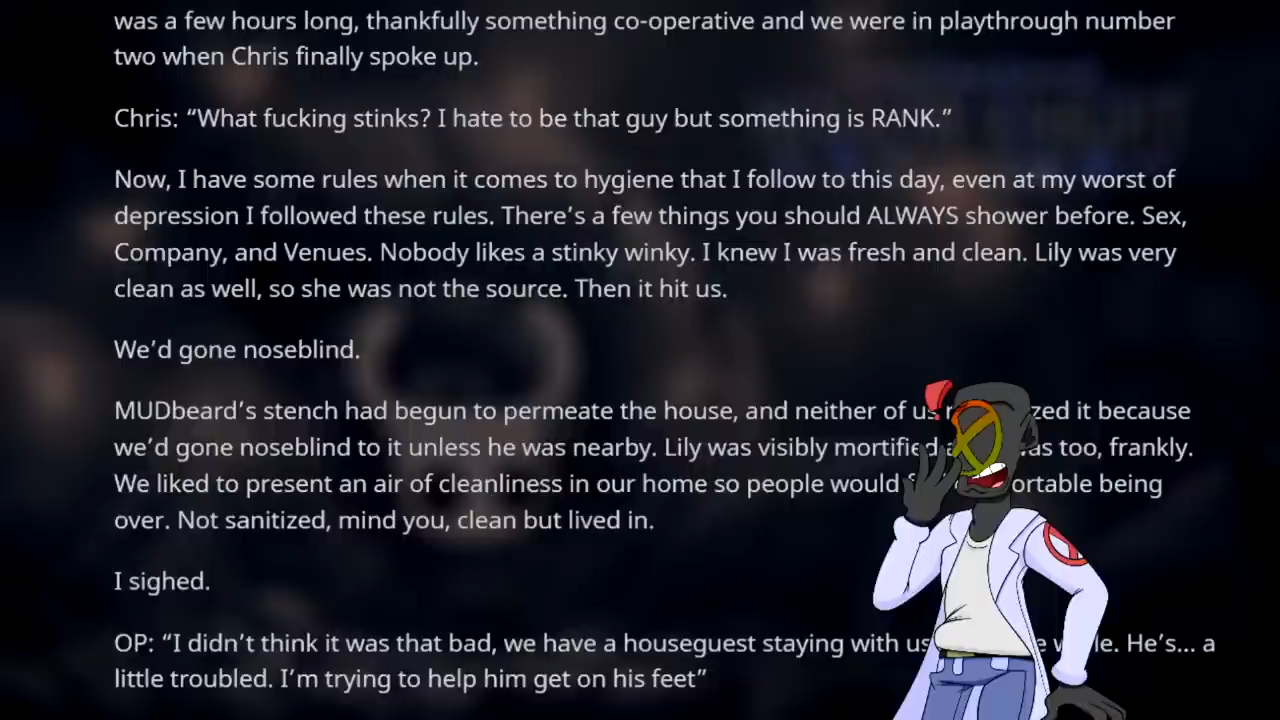 was a few hours long, thankfully something co-operative and we were in playthrough number
two when Chris finally spoke up.
Chris: “What fucking stinks? I hate to be that guy but something is RANK.”
Now, I have some rules when it comes to hygiene that I follow to this day, even at my worst of
depression I followed these rules. There’s a few things you should ALWAYS shower before. Sex,
Company, and Venues. Nobody likes a stinky winky. I knew I was fresh and clean. Lily was very
clean as well, so she was not the source. Then it hit us.
We’d gone noseblind.
MUDbeard’s stench had begun to permeate the house, and neither of us it because
we’d gone noseblind to it unless he was nearby. Lily was visibly mortified too, frankly.
We liked to present an air of cleanliness in our home so people would being
over. Not sanitized, mind you, clean but lived in.
I sighed.
OP: “I didn’t think it was that bad, we have a houseguest staying with us He’s... a
little troubled. I’m trying to help him get on his feet”